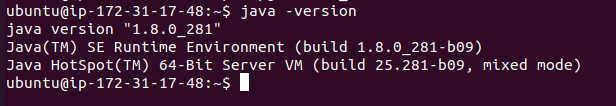 ubuntu@ip-172-31-17-48:~$ java -version
java version "1.8.0_281"
Java(TM) SE Runtime Environment (build 1.8.0_281-b09)
Java HotSpot(TM) 64-Bit Server VM (build 25.281-b09, mixed mode)
ubuntu@ip-172-31-17-48:~$